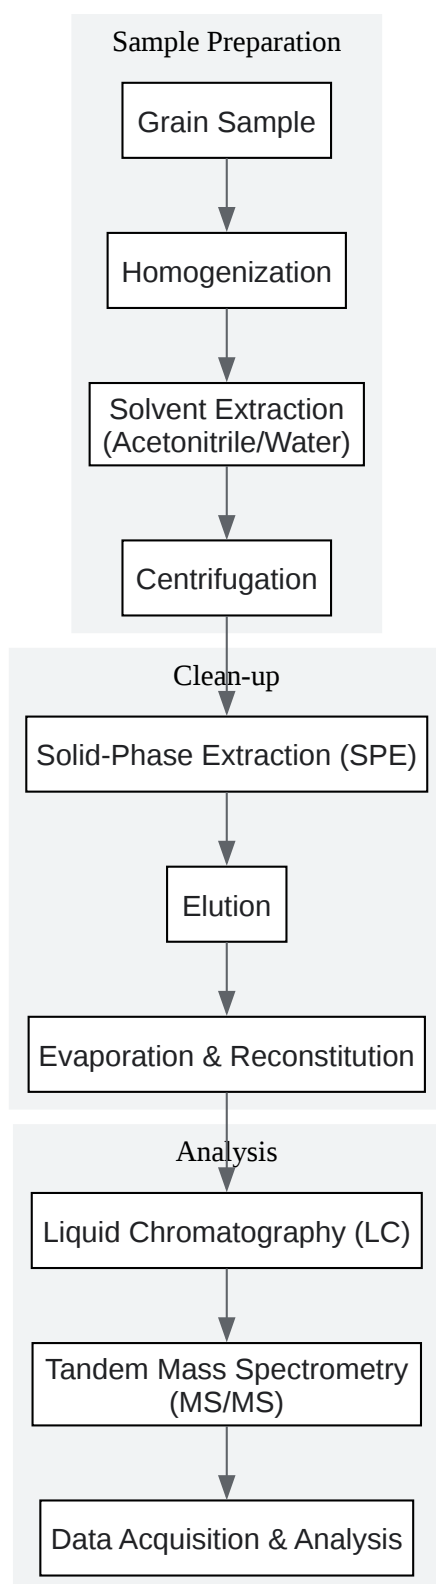 Sample Preparation
Grain Sample
Homogenization
Solvent Extraction
(Acetonitrile/Water)
Centrifugation
Clean-up
Solid-Phase Extraction (SPE)
Elution
Evaporation & Reconstitution
Analysis
Liquid Chromatography (LC)
Tandem Mass Spectrometry
(MS/MS)
Data Acquisition & Analysis